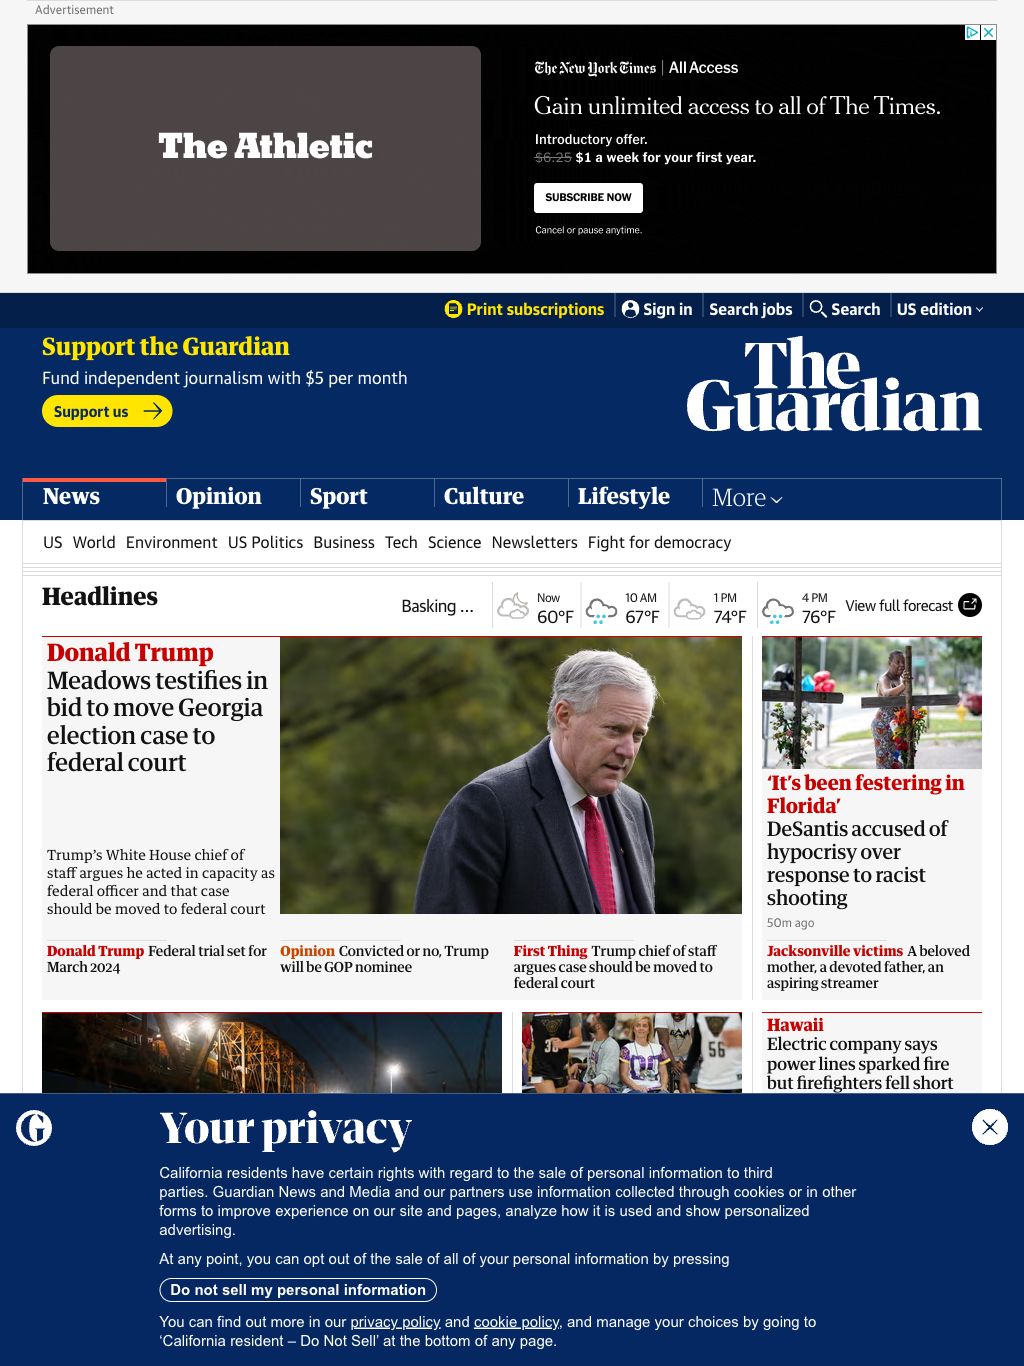 Advertisement
The Athletic
The New York Times | All Access
Gain unlimited access to all of The Times.
Introductory offer.
$6.25 $1 a week for your first year.
SUBSCRIBE NOW
Cancel or pause anytime.
Print subscriptions
Sign in
Search jobs
Search
US edition
Support the Guardian
Fund independent journalism with $5 per month
Support us
The
Guardian
News
Opinion
Sport
Culture
Lifestyle
More
US World Environment US Politics Business Tech Science Newsletters Fight for democracy
Headlines
Basking ...
Now
60°F
10 AM
67°F
1 PM
74°F
4 PM
76°F
View full forecast
Donald Trump
Meadows testifies in
bid to move Georgia
election case to
federal court
Trump’s White House chief of
staff argues he acted in capacity as
federal officer and that case
should be moved to federal court
Donald Trump Federal trial set for
March 2024
Opinion Convicted or no, Trump
will be GOP nominee
First Thing Trump chief of staff
argues case should be moved to
federal court
‘It’s been festering in
Florida’
DeSantis accused of
hypocrisy over
response to racist
shooting
50m ago
Jacksonville victims A beloved
mother, a devoted father, an
aspiring streamer
33
56
Hawaii
Electric company says
power lines sparked fire
but firefighters fell short
Your privacy
California residents have certain rights with regard to the sale of personal information to third
parties. Guardian News and Media and our partners use information collected through cookies or in other
forms to improve experience on our site and pages, analyze how it is used and show personalized
advertising.
At any point, you can opt out of the sale of all of your personal information by pressing
Do not sell my personal information
You can find out more in our privacy policy and cookie policy, and manage your choices by going to
‘California resident – Do Not Sell’ at the bottom of any page.